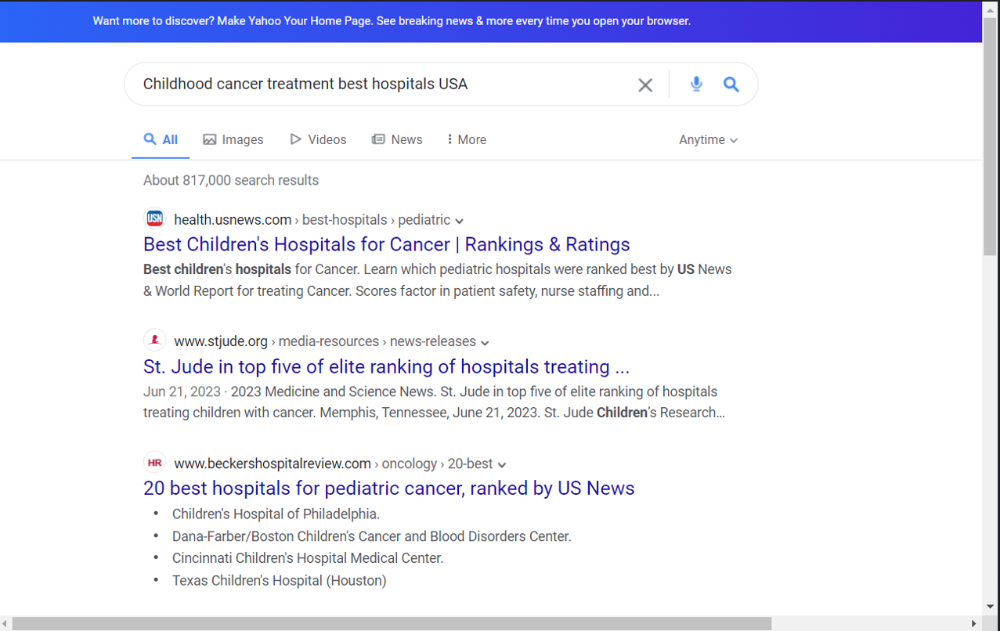 Want more to discover? Make Yahoo Your Home Page. See breaking news & more every time you open your browser.
Childhood cancer treatment best hospitals USA
All Images Videos News More Anytime
About 817,000 search results
USN health.usnews.com › best-hospitals › pediatric
Best Children's Hospitals for Cancer | Rankings & Ratings
Best children's hospitals for Cancer. Learn which pediatric hospitals were ranked best by US News
& World Report for treating Cancer. Scores factor in patient safety, nurse staffing and...
www.stjude.org › media-resources › news-releases
St. Jude in top five of elite ranking of hospitals treating ...
Jun 21, 2023 · 2023 Medicine and Science News. St. Jude in top five of elite ranking of hospitals
treating children with cancer. Memphis, Tennessee, June 21, 2023. St. Jude Children's Research...
HR www.beckershospitalreview.com › oncology › 20-best
20 best hospitals for pediatric cancer, ranked by US News
• Children's Hospital of Philadelphia.
• Dana-Farber/Boston Children's Cancer and Blood Disorders Center.
• Cincinnati Children's Hospital Medical Center.
• Texas Children's Hospital (Houston)